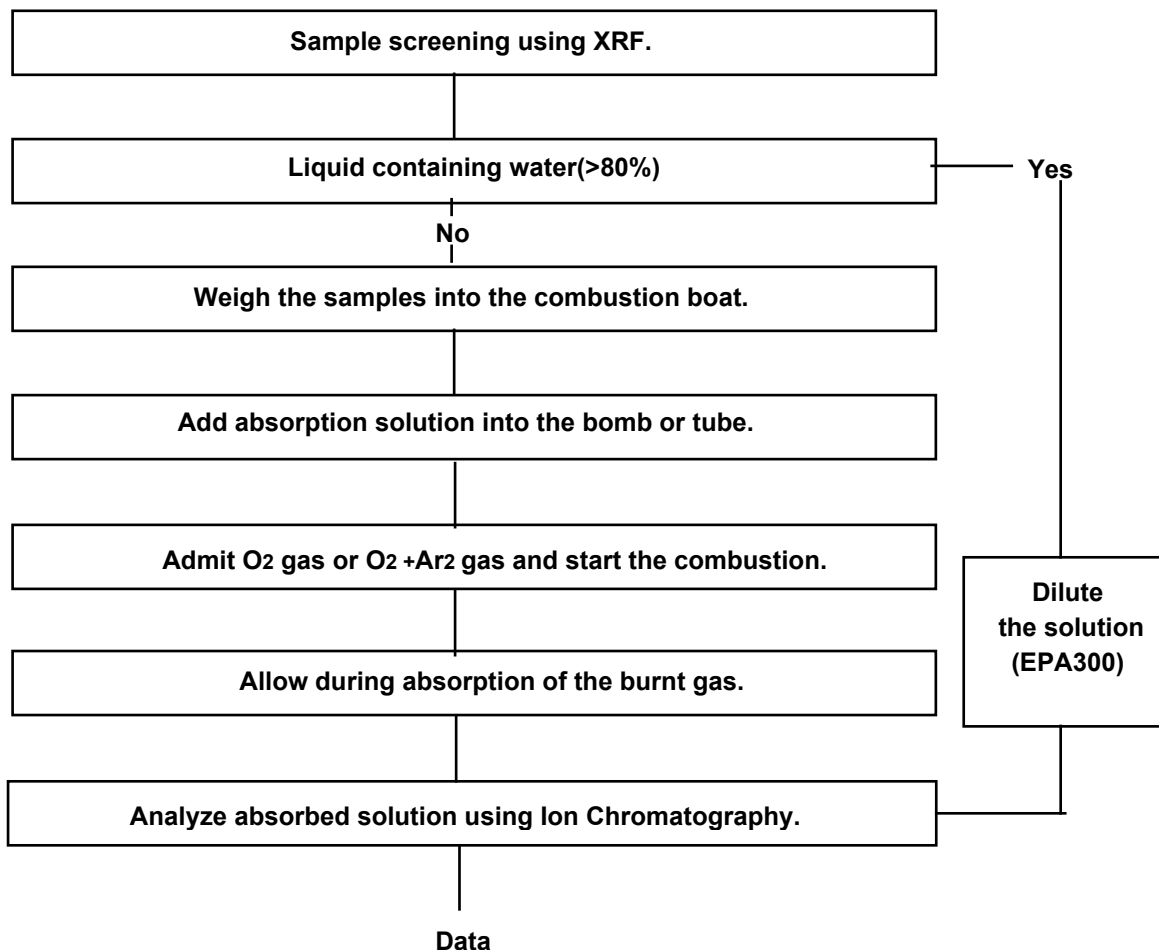 Sample screening using XRF.
Liquid containing water(>80%)
Yes
No
Weigh the samples into the combustion boat.
Add absorption solution into the bomb or tube.
Admit O2 gas or O2 +Ar2 gas and start the combustion.
Dilute
the solution
(EPA300)
Allow during absorption of the burnt gas.
Analyze absorbed solution using Ion Chromatography.
Data